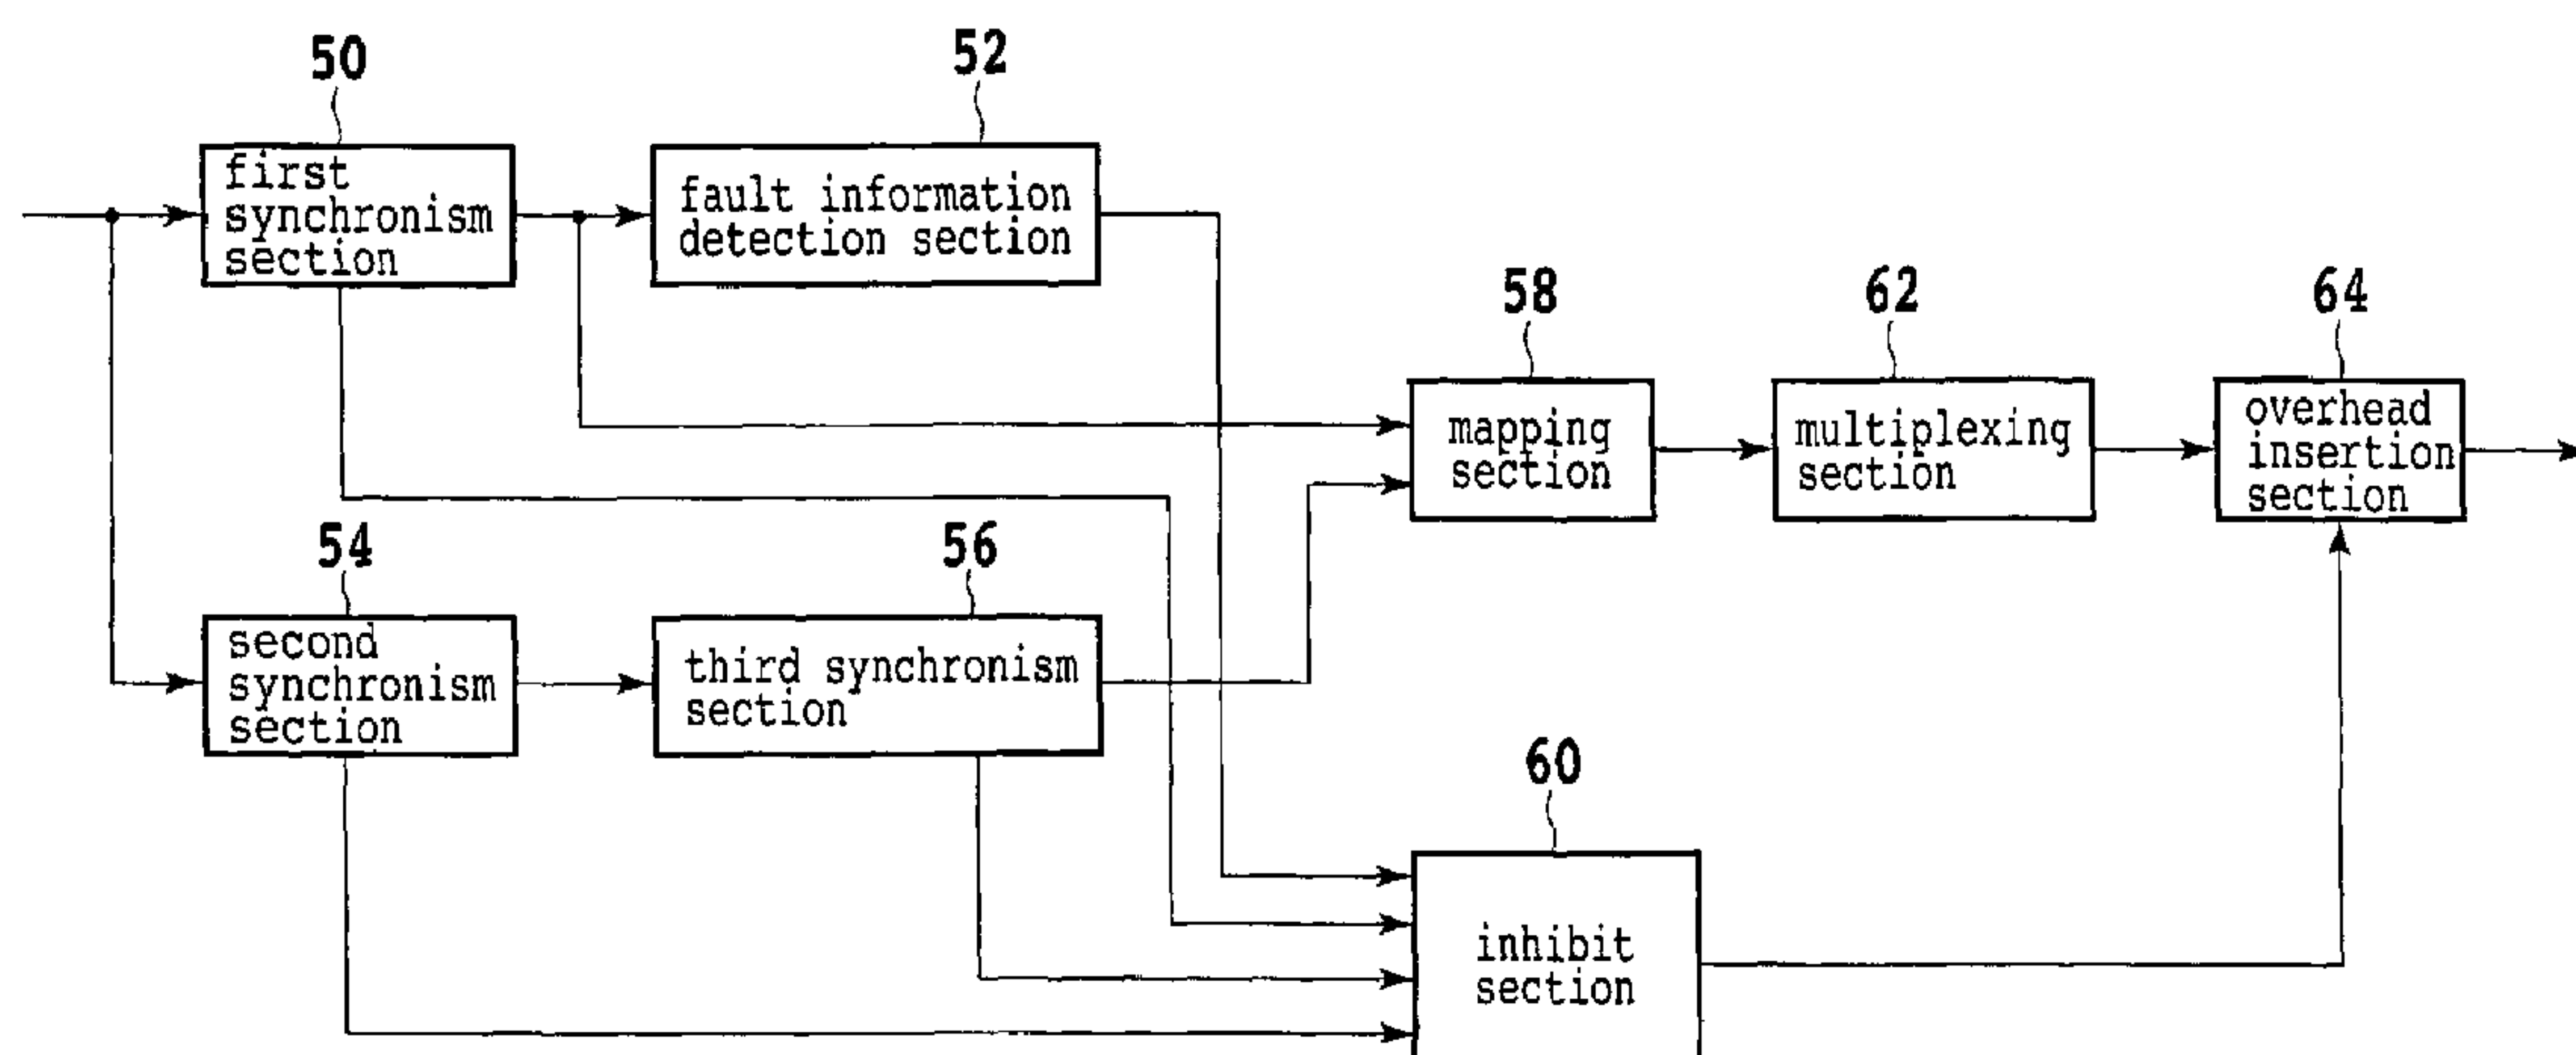 50
52
first
synchronism
section
fault information
detection section
58
62
64
mapping
section
multiplexing
section
overhead
insertion
section
54
56
second
synchronism
section
third synchronism
section
60
inhibit
section